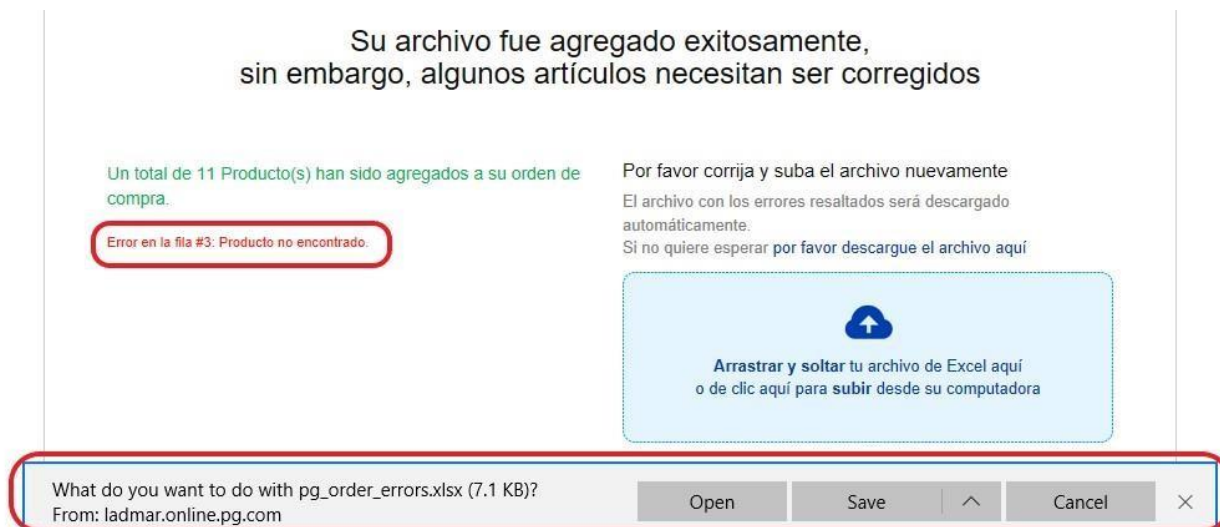 Su archivo fue agregado exitosamente,
sin embargo, algunos artículos necesitan ser corregidos
Un total de 11 Producto(s) han sido agregados a su orden de
compra.
Error en la fila #3: Producto no encontrado.
Por favor corrija y suba el archivo nuevamente
El archivo con los errores resaltados será descargado
automáticamente.
Si no quiere esperar por favor descargue el archivo aquí
Arrastrar y soltar tu archivo de Excel aquí
o de clic aquí para subir desde su computadora
What do you want to do with pg_order_errors.xlsx (7.1 KB)?
From: ladmar.online.pg.com
Open
Save
Cancel